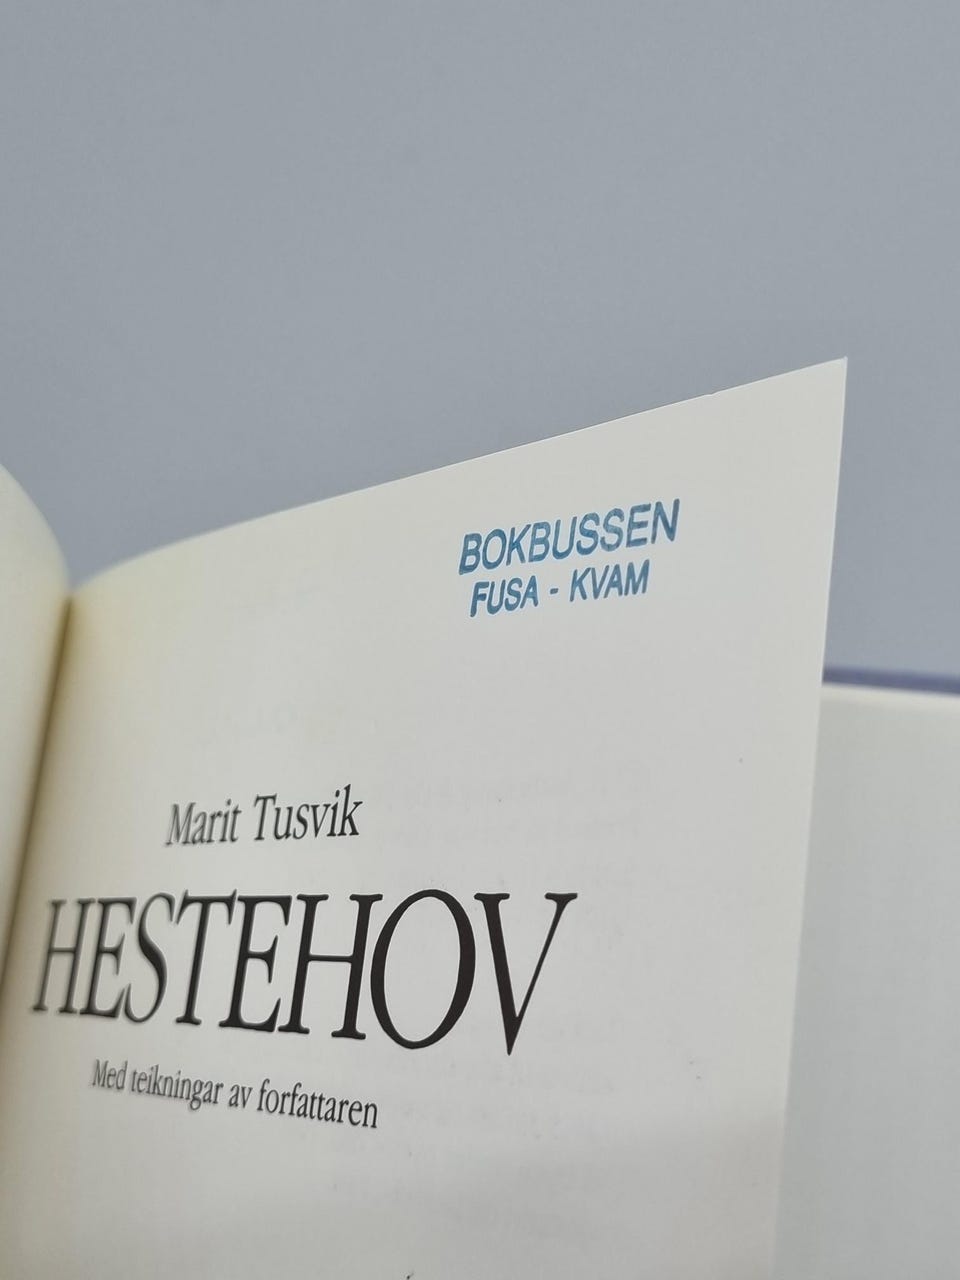 BOKBUSSEN
FUSA - KVAM
Marit Tusvik
HESTEHOV
Med teikningar av forfattaren